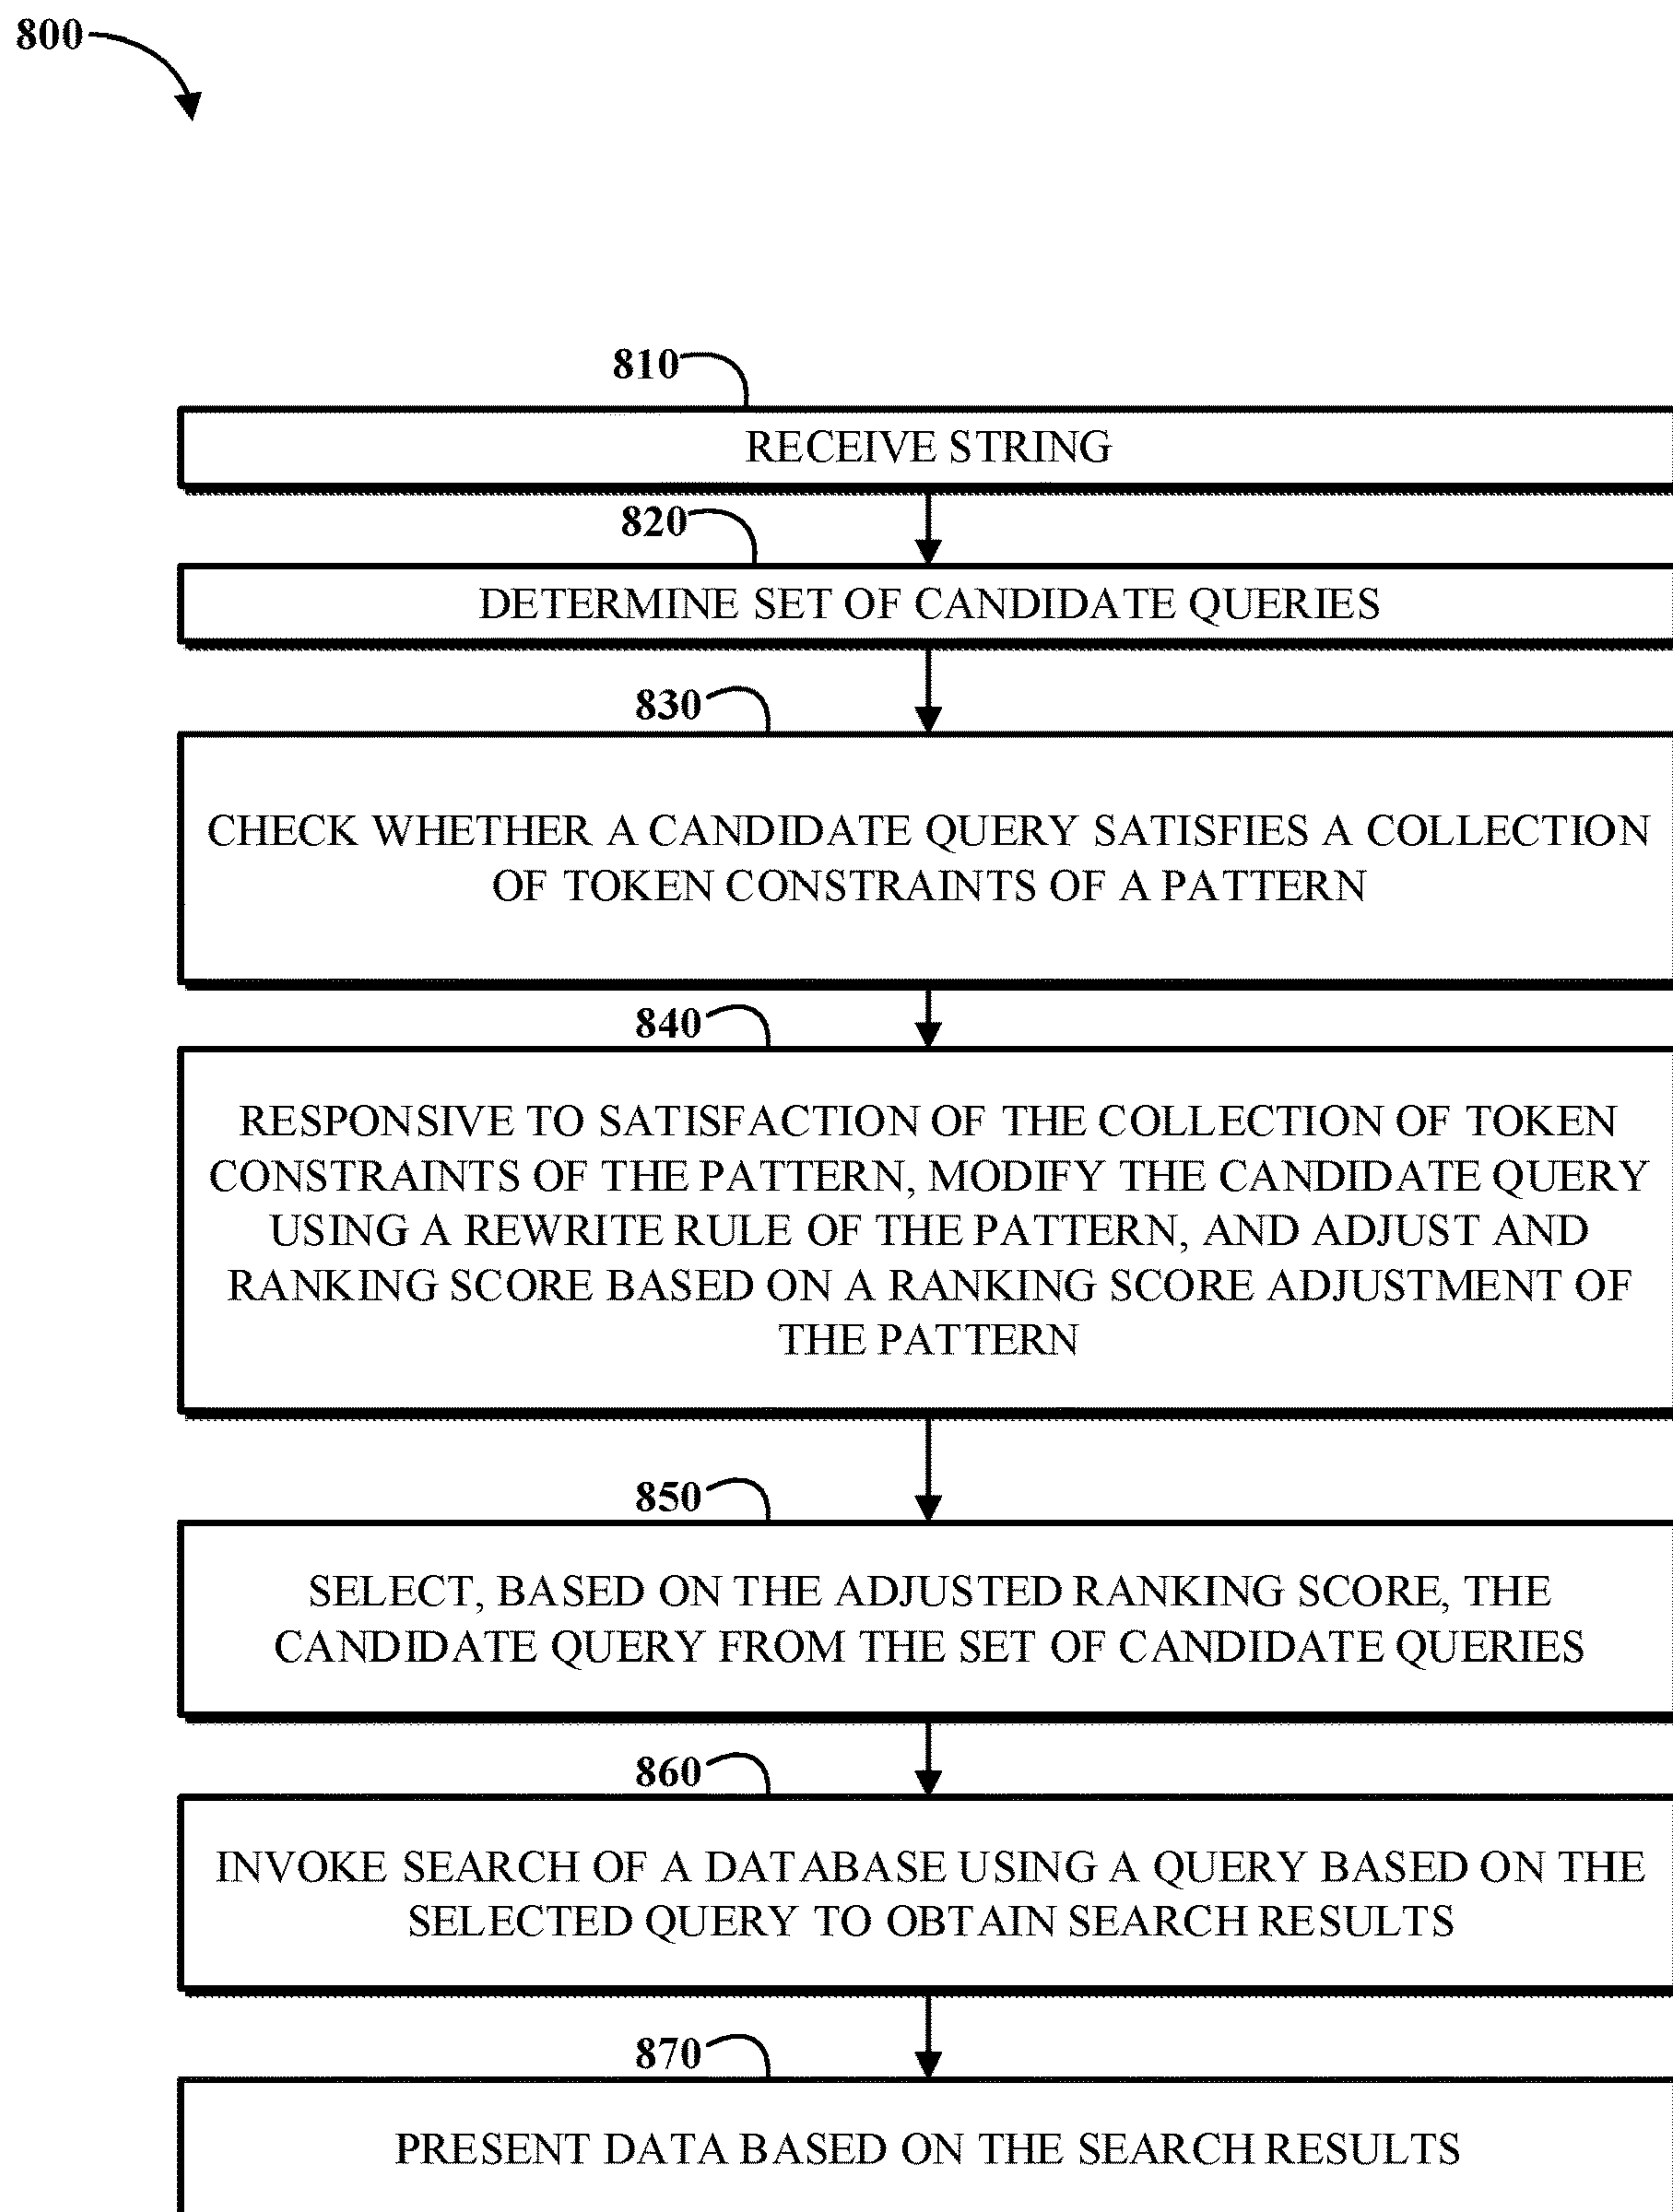 800
810
RECEIVE STRING
820
DETERMINE SET OF CANDIDATE QUERIES
830
CHECK WHETHER A CANDIDATE QUERY SATISFIES A COLLECTION
OF TOKEN CONSTRAINTS OF A PATTERN
840
RESPONSIVE TO SATISFACTION OF THE COLLECTION OF TOKEN
CONSTRAINTS OF THE PATTERN, MODIFY THE CANDIDATE QUERY
USING A REWRITE RULE OF THE PATTERN, AND ADJUST AND
RANKING SCORE BASED ON A RANKING SCORE ADJUSTMENT OF
THE PATTERN
850
SELECT, BASED ON THE ADJUSTED RANKING SCORE, THE
CANDIDATE QUERY FROM THE SET OF CANDIDATE QUERIES
860
INVOKE SEARCH OF A DATABASE USING A QUERY BASED ON THE
SELECTED QUERY TO OBTAIN SEARCH RESULTS
870
PRESENT DATA BASED ON THE SEARCH RESULTS